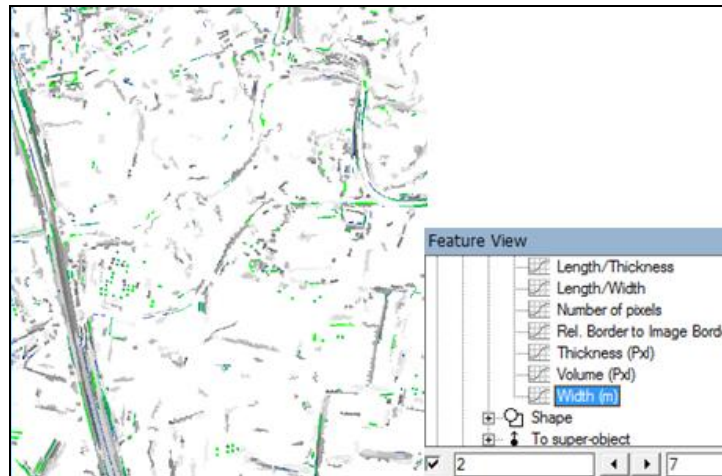 Feature View
Length/Thickness
Length/Width
Number of pixels
Rel. Border to Image Bord
Thickness (Pxl)
Volume (Pxl)
Width (m)
Shape
To super-object
2 7